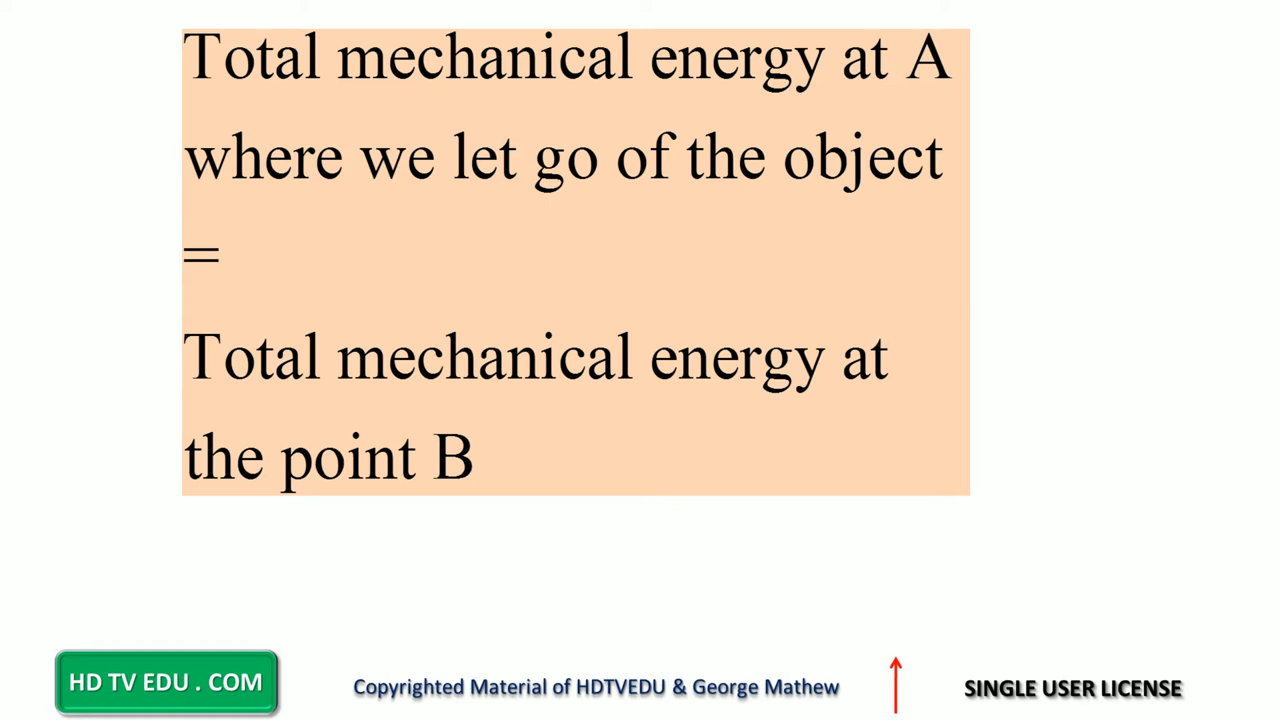 Total mechanical energy at A
where we let go of the object
=
Total mechanical energy at
the point B
HD TV EDU . COM
Copyrighted Material of HDTVEDU & George Mathew
SINGLE USER LICENSE